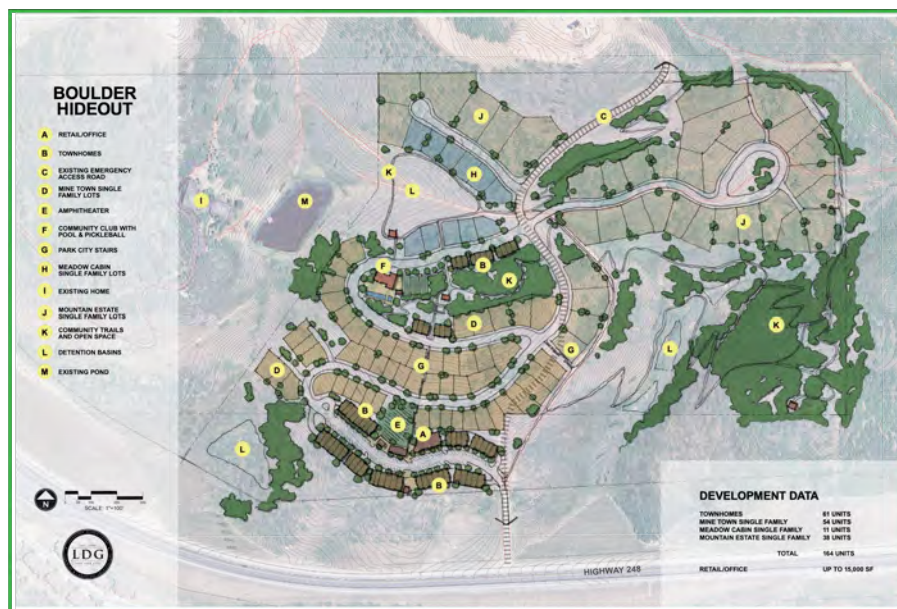 BOULDER
HIDEOUT
A RETAIL/OFFICE
B TOWNHOMES
C EXISTING EMERGENCY
ACCESS ROAD
D MINE TOWN SINGLE
FAMILY LOTS
E AMPHITHEATER
F COMMUNITY CLUB WITH
POOL & PICKLEBALL
G PARK CITY STAIRS
H MEADOW CABIN
SINGLE FAMILY LOTS
I EXISTING HOME
J MOUNTAIN ESTATE
SINGLE FAMILY LOTS
K COMMUNITY TRAILS
AND OPEN SPACE
L DETENTION BASINS
M EXISTING POND
N
SCALE: 1"=100'
LDG
C
J
K
H
L
I
M
J
F
B
K
D
K
G
L
G
D
B
E
A
L
B
HIGHWAY 248
DEVELOPMENT DATA
TOWNHOMES 61 UNITS
MINE TOWN SINGLE FAMILY 54 UNITS
MEADOW CABIN SINGLE FAMILY 11 UNITS
MOUNTAIN ESTATE SINGLE FAMILY 38 UNITS
TOTAL 164 UNITS
RETAIL/OFFICE UP TO 15,000 SF